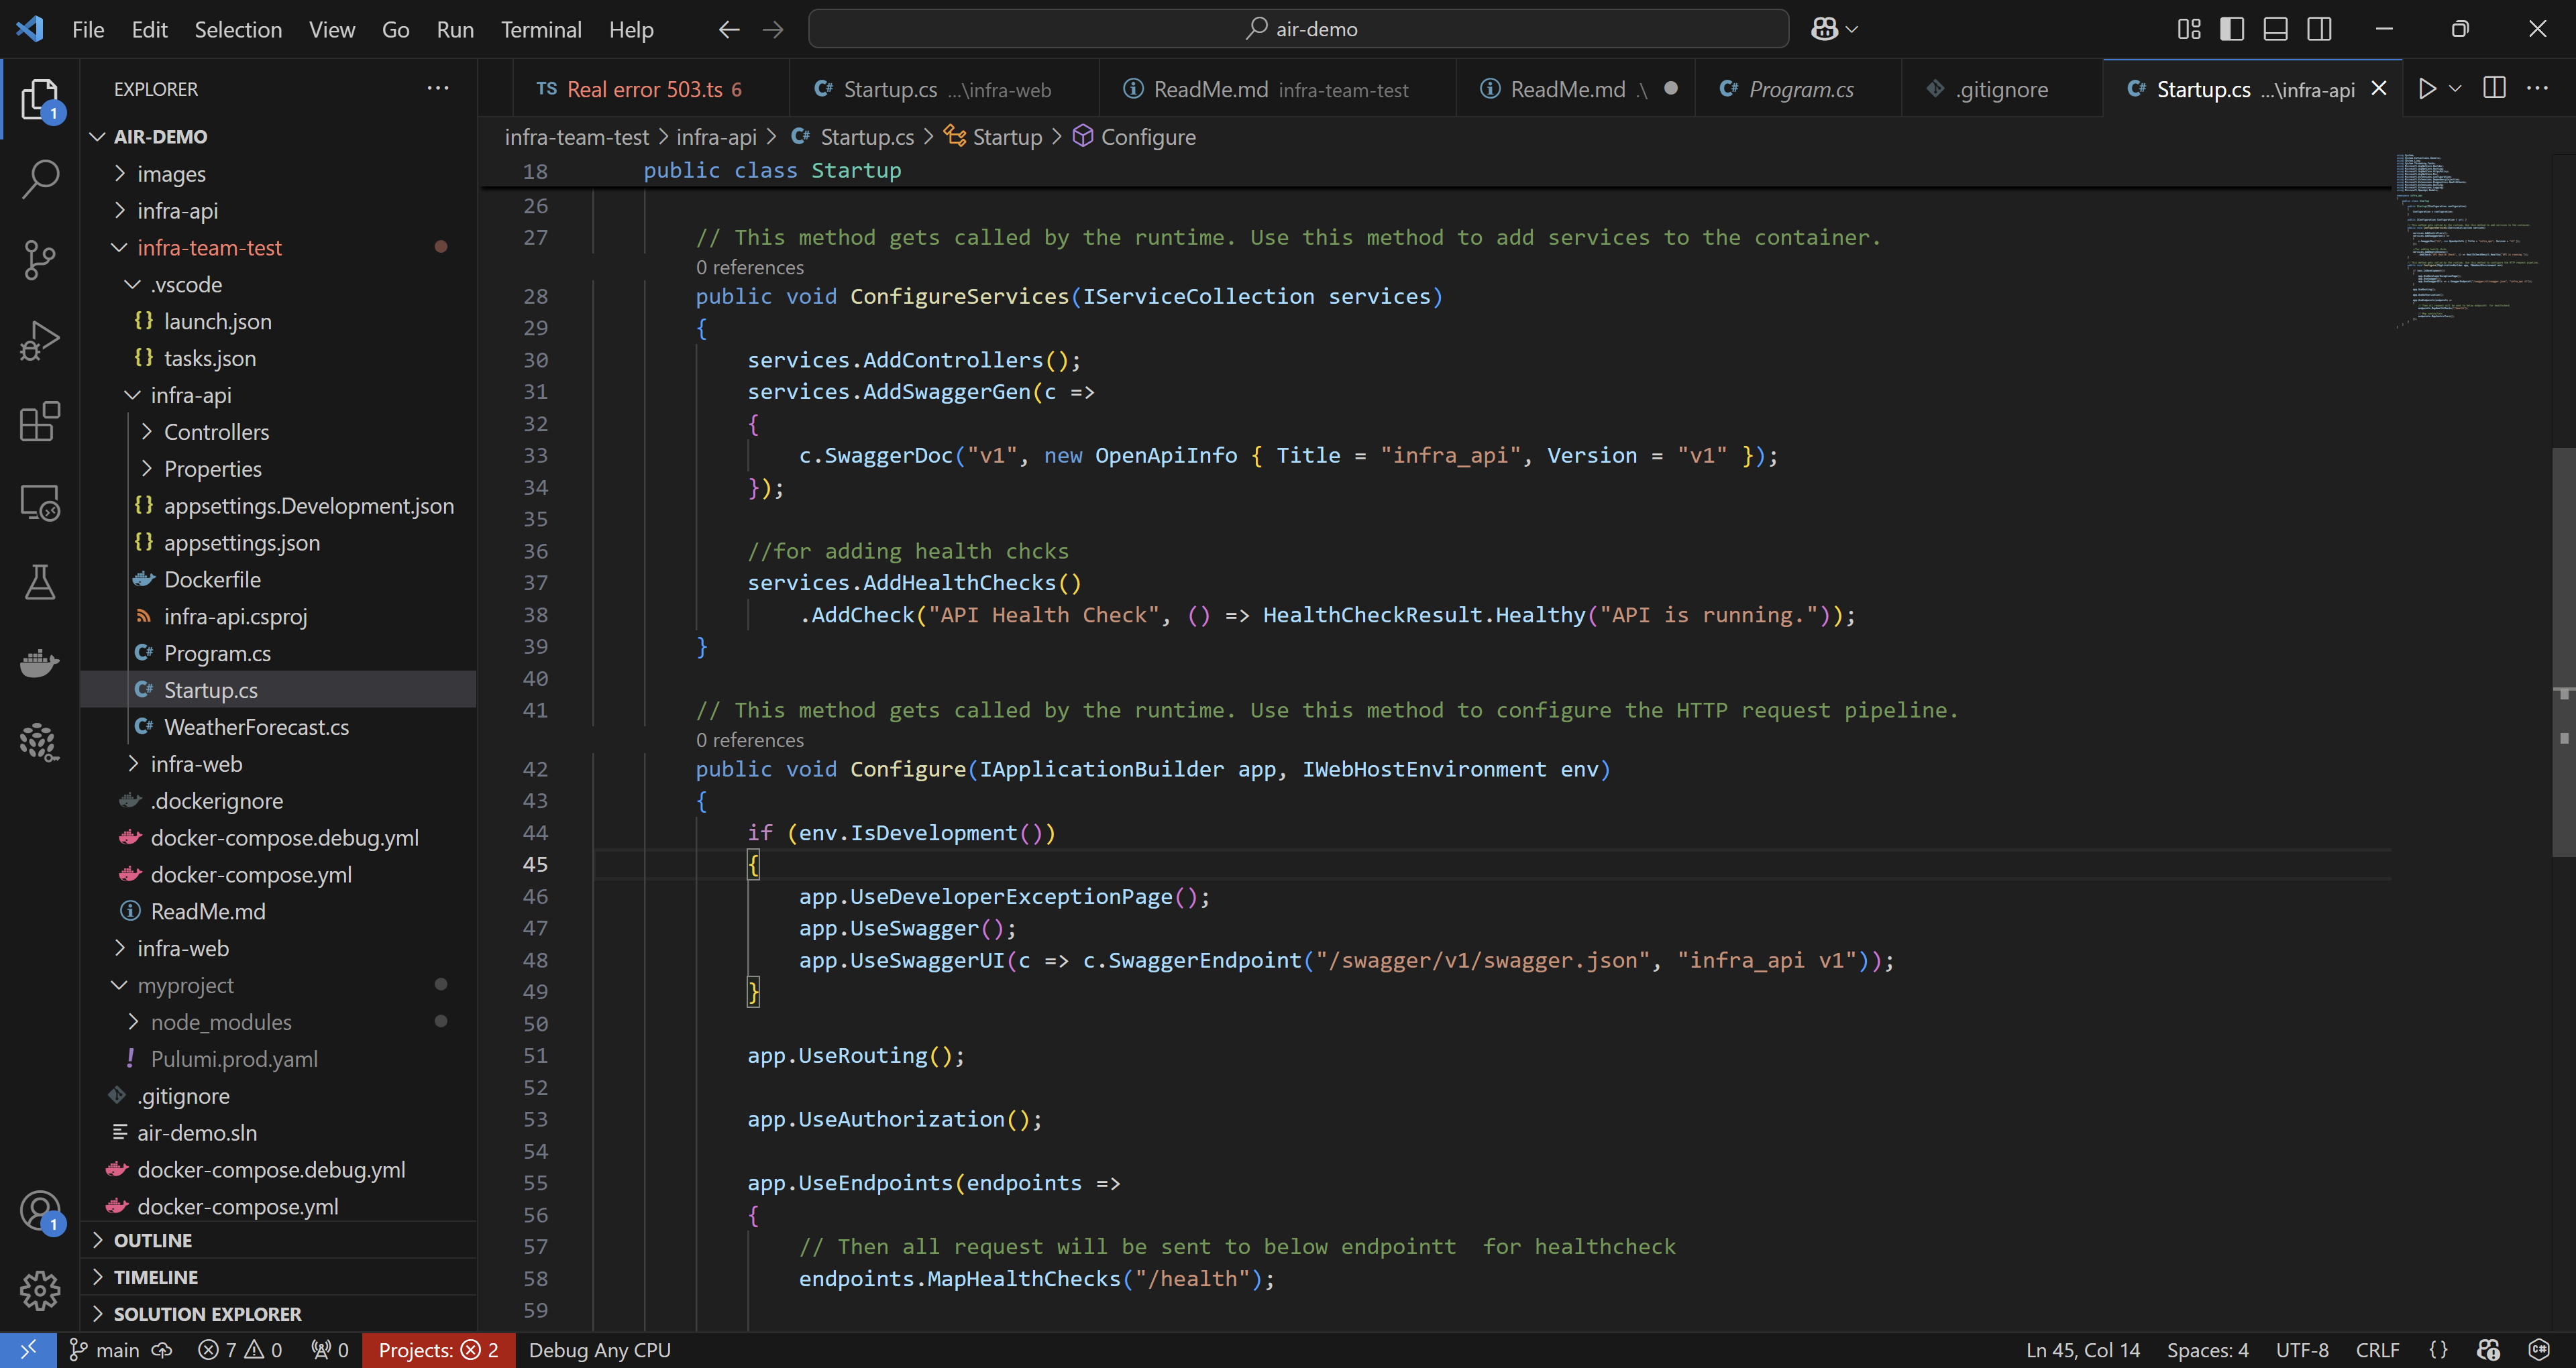 File Edit Selection View Go Run Terminal Help
air-demo
EXPLORER
TS Real error 503.ts 6
C# Startup.cs ...\infra-web
ReadMe.md infra-team-test
ReadMe.md .\
C# Program.cs
.gitignore
C# Startup.cs ...\infra-api
infra-team-test > infra-api > C# Startup.cs > Startup > Configure
1
AIR-DEMO
images
infra-api
infra-team-test
.vscode
{} launch.json
{} tasks.json
infra-api
Controllers
Properties
{} appsettings.Development.json
{} appsettings.json
Dockerfile
infra-api.csproj
C# Program.cs
C# Startup.cs
C# WeatherForecast.cs
infra-web
.dockerignore
docker-compose.debug.yml
docker-compose.yml
ReadMe.md
infra-web
myproject
node_modules
! Pulumi.prod.yaml
.gitignore
air-demo.sln
docker-compose.debug.yml
docker-compose.yml
1
OUTLINE
TIMELINE
SOLUTION EXPLORER
18 public class Startup
26
27 // This method gets called by the runtime. Use this method to add services to the container.
0 references
28 public void ConfigureServices(IServiceCollection services)
29 {
30 services.AddControllers();
31 services.AddSwaggerGen(c =>
32 {
33 c.SwaggerDoc("v1", new OpenApiInfo { Title = "infra_api", Version = "v1" });
34 });
35
36 //for adding health chcks
37 services.AddHealthChecks()
38 .AddCheck("API Health Check", () => HealthCheckResult.Healthy("API is running."));
39 }
40
41 // This method gets called by the runtime. Use this method to configure the HTTP request pipeline.
0 references
42 public void Configure(IApplicationBuilder app, IWebHostEnvironment env)
43 {
44 if (env.IsDevelopment())
45 {
46 app.UseDeveloperExceptionPage();
47 app.UseSwagger();
48 app.UseSwaggerUI(c => c.SwaggerEndpoint("/swagger/v1/swagger.json", "infra_api v1"));
49 }
50
51 app.UseRouting();
52
53 app.UseAuthorization();
54
55 app.UseEndpoints(endpoints =>
56 {
57 // Then all request will be sent to below endpointt  for healthcheck
58 endpoints.MapHealthChecks("/health");
59
main 7 0 0 Projects: 2 Debug Any CPU
Ln 45, Col 14 Spaces: 4 UTF-8 CRLF {}